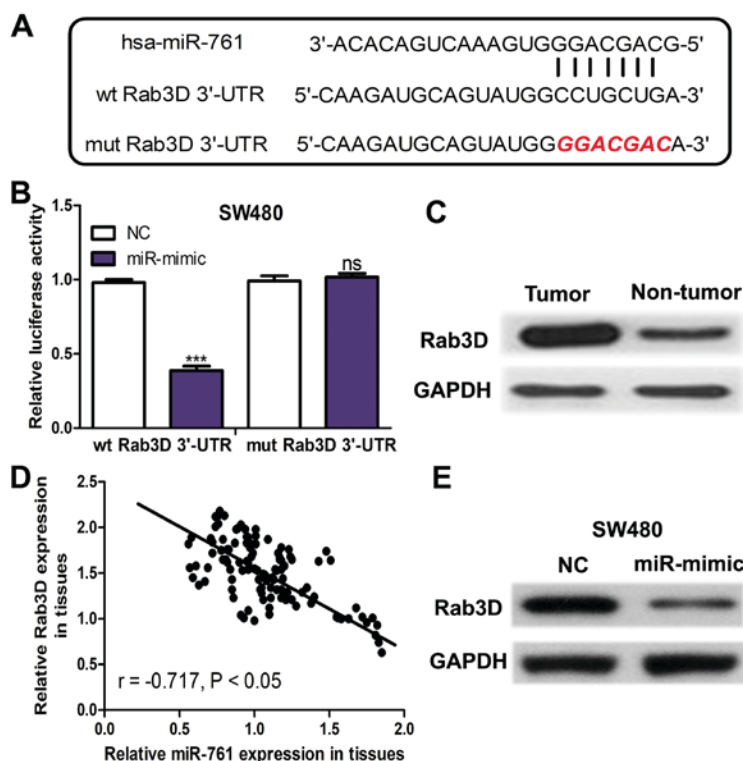 A
hsa-miR-761 3'-ACACAGUCAAAGUGGGACGACG-5'
wt Rab3D 3'-UTR 5'-CAAGAUGCAGUAUGGCCUGCUGA-3'
mut Rab3D 3'-UTR 5'-CAAGAUGCAGUAUGGGGACGACA-3'
B
SW480
NC
miR-mimic
Relative luciferase activity
1.5
1.0
0.5
0.0
***
ns
wt Rab3D 3'-UTR mut Rab3D 3'-UTR
C
Tumor Non-tumor
Rab3D
GAPDH
D
Relative Rab3D expression
in tissues
2.5
2.0
1.5
1.0
0.5
0.0
r = -0.717, P < 0.05
0.0 0.5 1.0 1.5 2.0
Relative miR-761 expression in tissues
E
SW480
NC miR-mimic
Rab3D
GAPDH